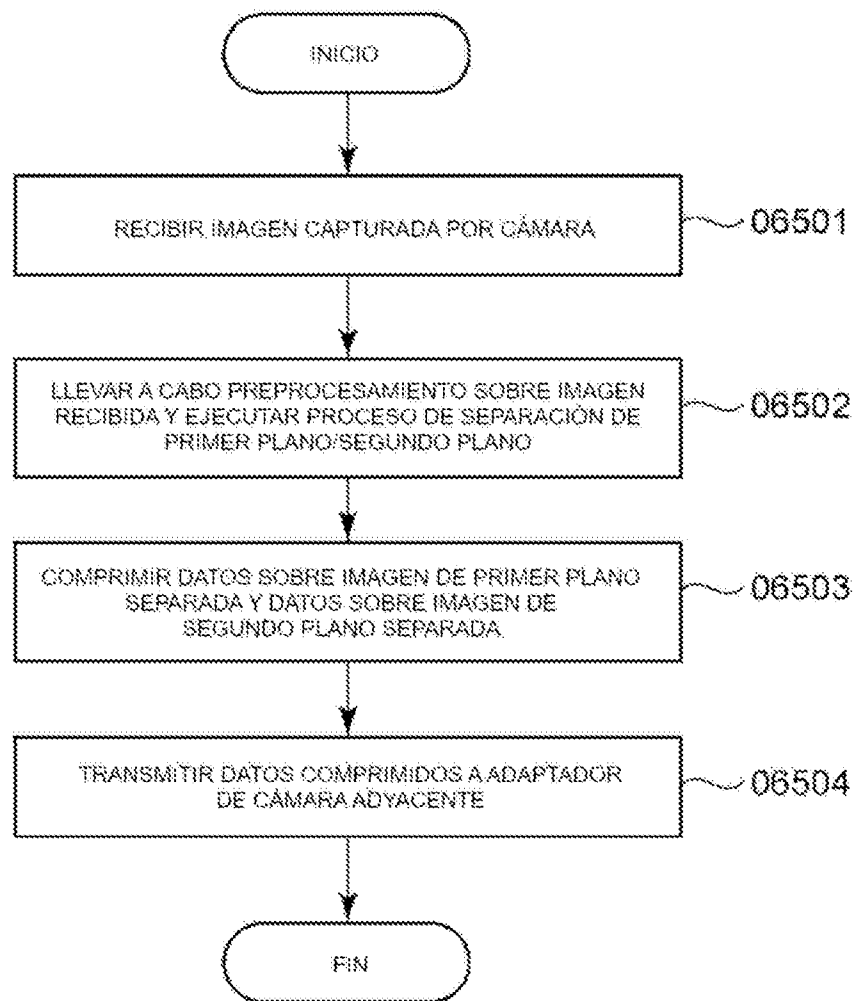 INICIO
RECIBIR IMAGEN CAPTURADA POR CÁMARA
06501
LLEVAR A CABO PREPROCESAMIENTO SOBRE IMAGEN
RECIBIDA Y EJECUTAR PROCESO DE SEPARACIÓN DE
PRIMER PLANO/SEGUNDO PLANO
06502
COMPRIMIR DATOS SOBRE IMAGEN DE PRIMER PLANO
SEPARADA Y DATOS SOBRE IMAGEN DE
SEGUNDO PLANO SEPARADA
06503
TRANSMITIR DATOS COMPRIMIDOS A ADAPTADOR
DE CÁMARA ADYACENTE
06504
FIN